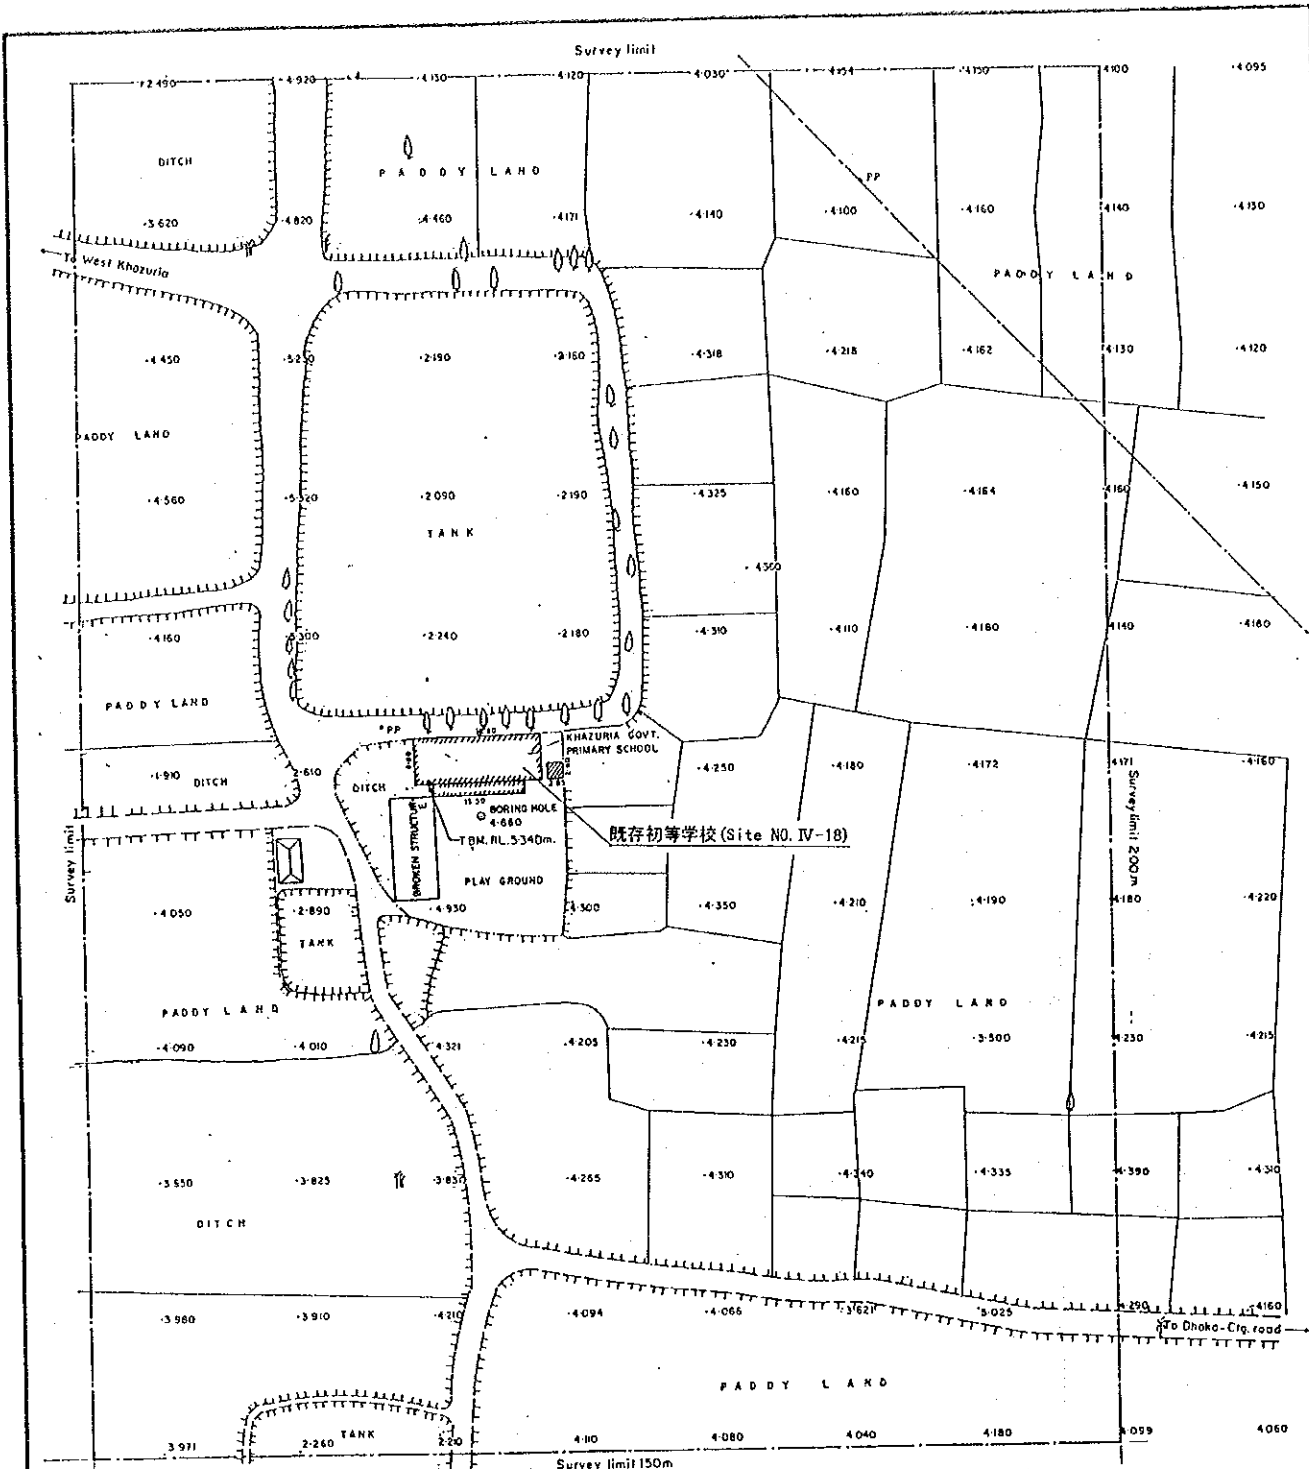 Survey limit
·2·490 ·4·920 ·4·130 ·4·120 ·4·030 ·4·150 ·4·100 ·4·095
DITCH
PADDY LAND
PP
·3·620 ·4·820 ·4·460 ·4·171 ·4·140 ·4·100 ·4·160 ·4·140 ·4·130
To West Khazuria
PADDY LAND
·4·450 ·2·190 ·2·160 ·4·318 ·4·218 ·4·162 ·4·130 ·4·120
PADDY LAND
·4·560 ·5·320 ·2·090 ·2·190 ·4·325 ·4·160 ·4·164 ·4·160 ·4·150
TANK
·4·300
·4·160 ·5·300 ·2·240 ·2·180 ·4·310 ·4·110 ·4·180 ·4·140 ·4·180
PADDY LAND
PP
KHAZURIA GOVT.
PRIMARY SCHOOL
·1·910 ·2·610 ·4·250 ·4·180 ·4·172 ·4·171 ·4·160
DITCH
DITCH
BORING HOLE
4·660
T.B.M. RL. 5·340m.
既存初等学校(Site NO. IV-18)
BROKEN STRUCTURE
PLAY GROUND
Survey limit
Survey limit 200m
·4·050 ·2·890 ·4·930 ·4·300 ·4·350 ·4·210 ·4·190 ·4·180 ·4·220
TANK
PADDY LAND
PADDY LAND
·4·090 ·4·010 ·4·321 ·4·205 ·4·230 ·4·215 ·3·500 ·4·230 ·4·215
·3·550 ·3·825 ·4·265 ·4·310 ·4·340 ·4·335 ·4·390 ·4·310
DITCH
·3·980 ·3·910 ·4·210 ·4·094 ·4·066 ·3·621 ·5·025 ·4·290 ·4·160
To Dhaka-Ctg. road
PADDY LAND
TANK
3·971 2·260 2·210 4·110 4·080 4·040 4·180 4·099 4·060
Survey limit 150m